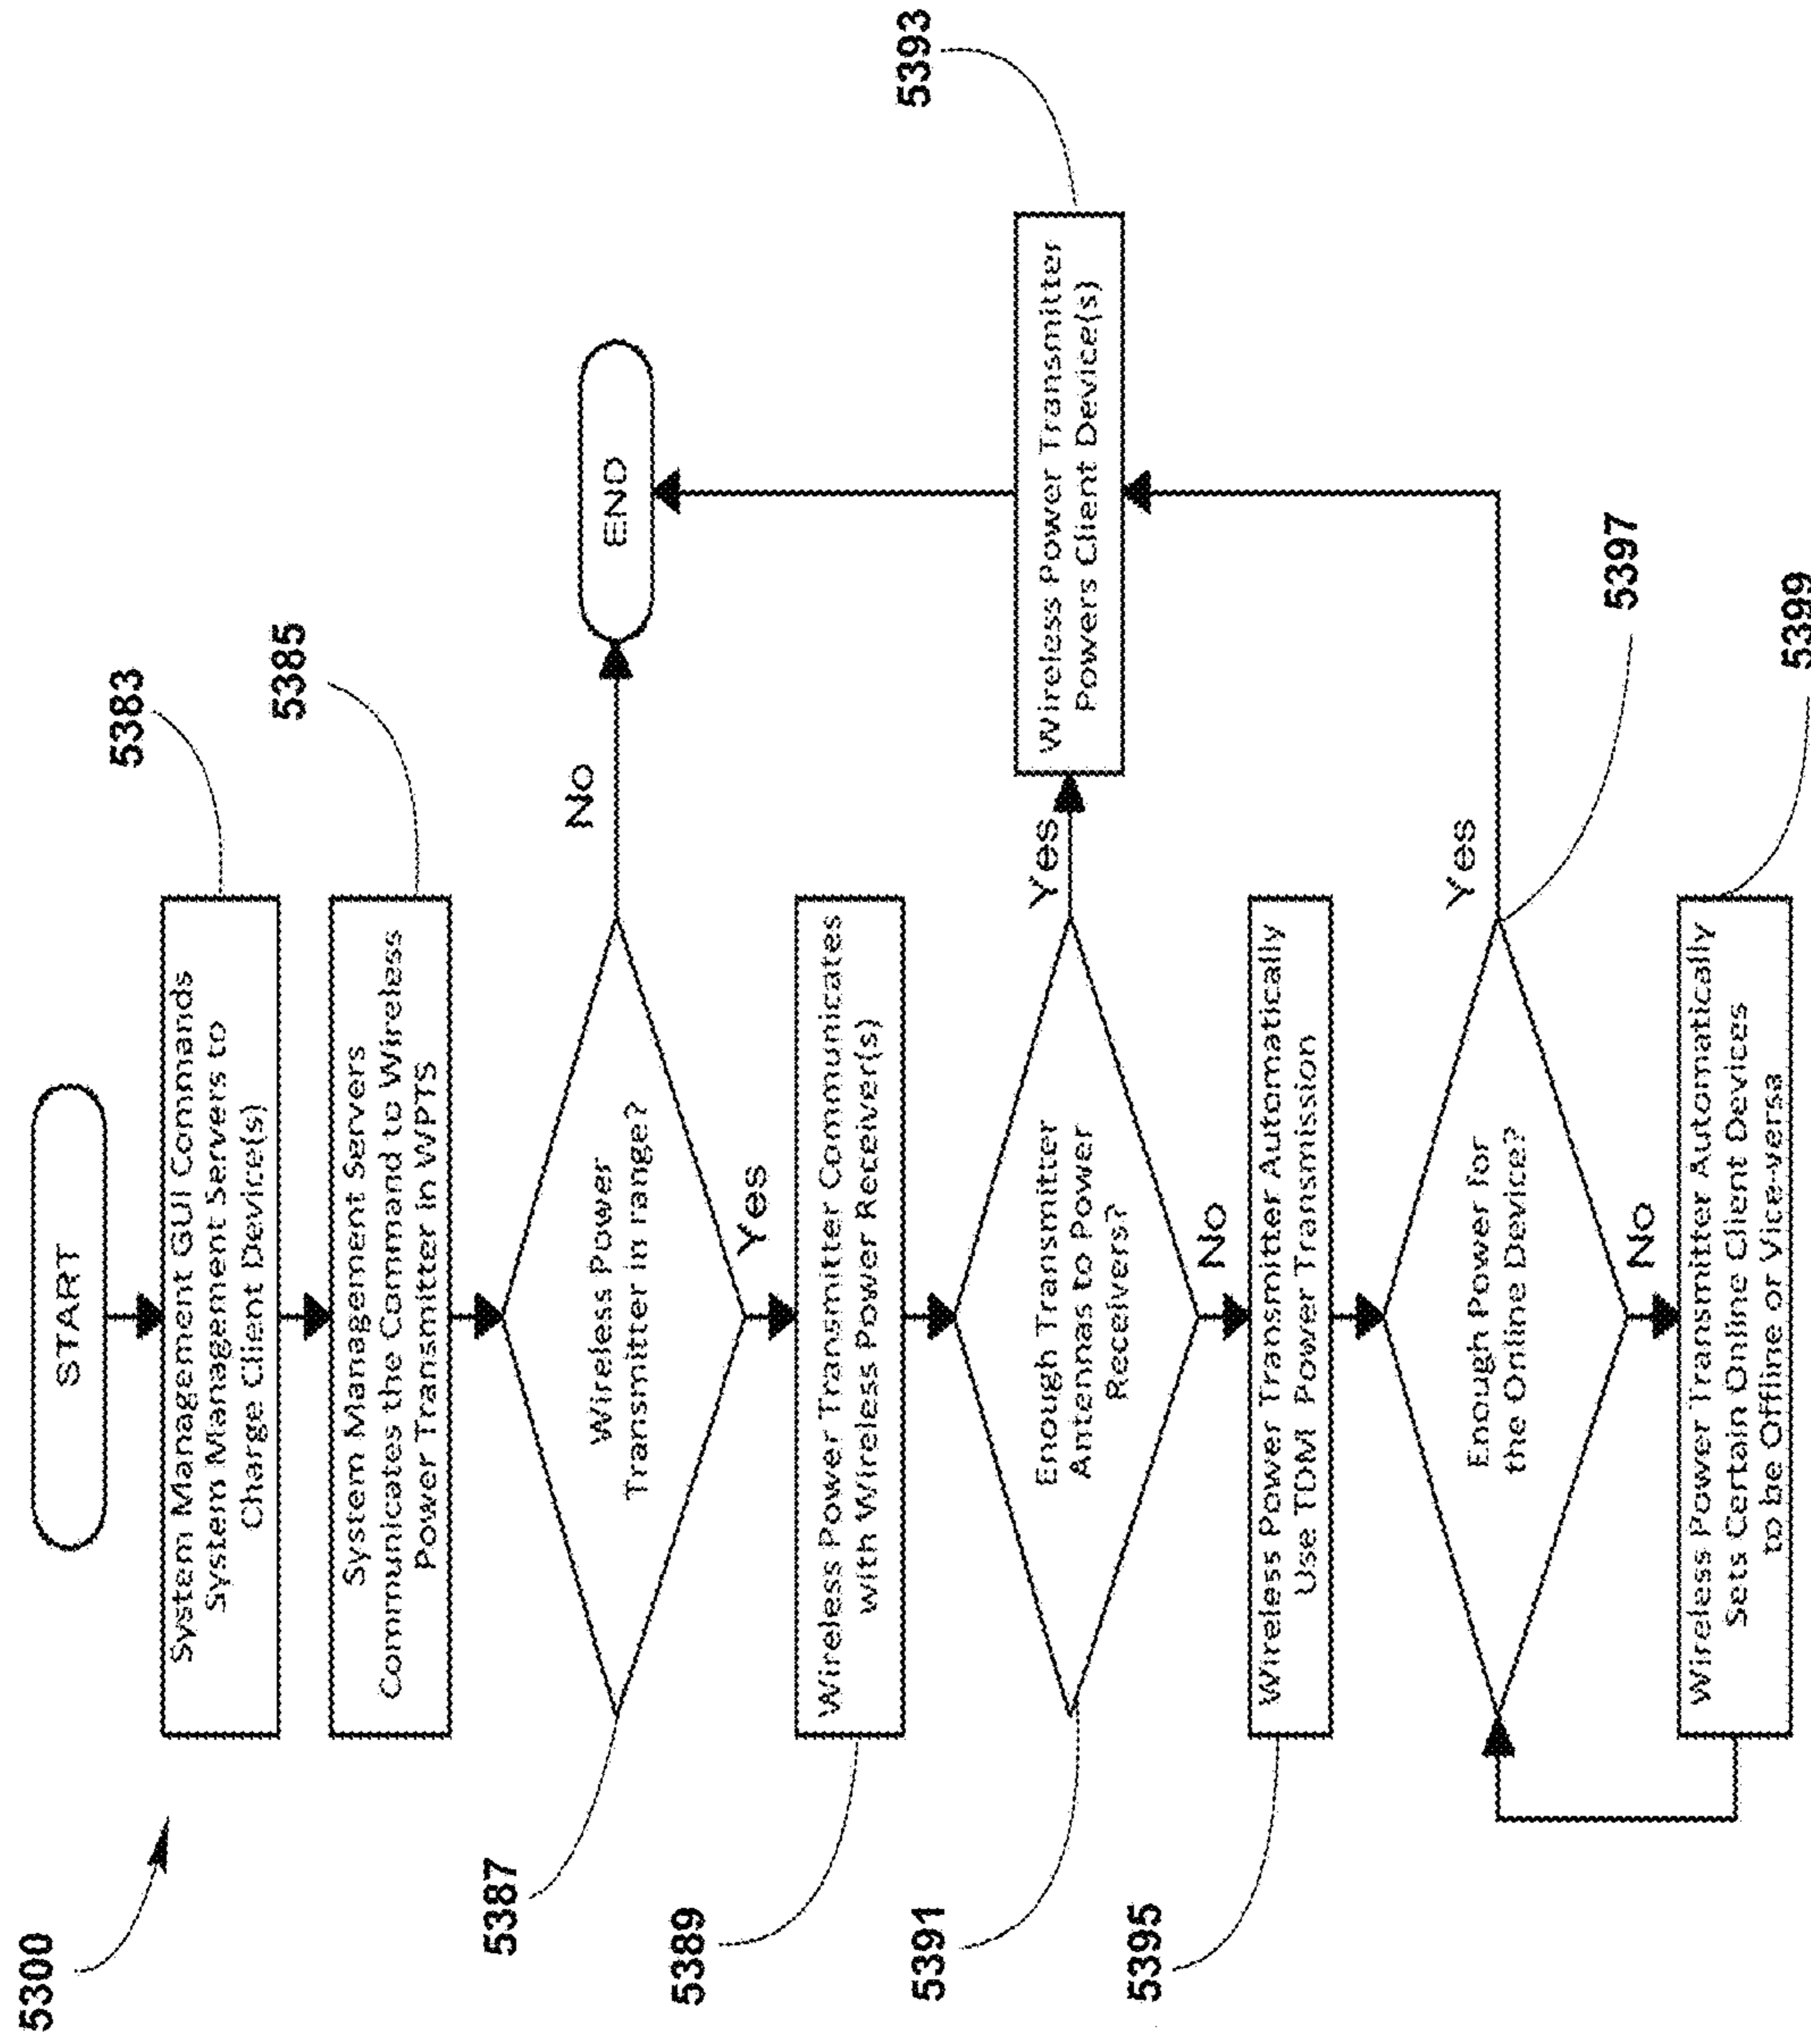 5300
START
5383
System Management GUI Commands
System Management Servers to
Charge Client Device(s)
5385
System Management Servers
Communicates the Command to Wireless
Power Transmitter in WPTS
5387
Wireless Power
Transmitter in range?
No
END
Yes
5389
Wireless Power Transmitter Communicates
with Wireless Power Receiver(s)
5391
Enough Transmitter
Antennas to Power
Receivers?
Yes
5393
Wireless Power Transmitter
Powers Client Device(s)
No
5395
Wireless Power Transmitter Automatically
Use TDM Power Transmission
5397
Enough Power for
the Online Device?
Yes
No
5399
Wireless Power Transmitter Automatically
Sets Certain Online Client Devices
to be Offline or Vice-versa